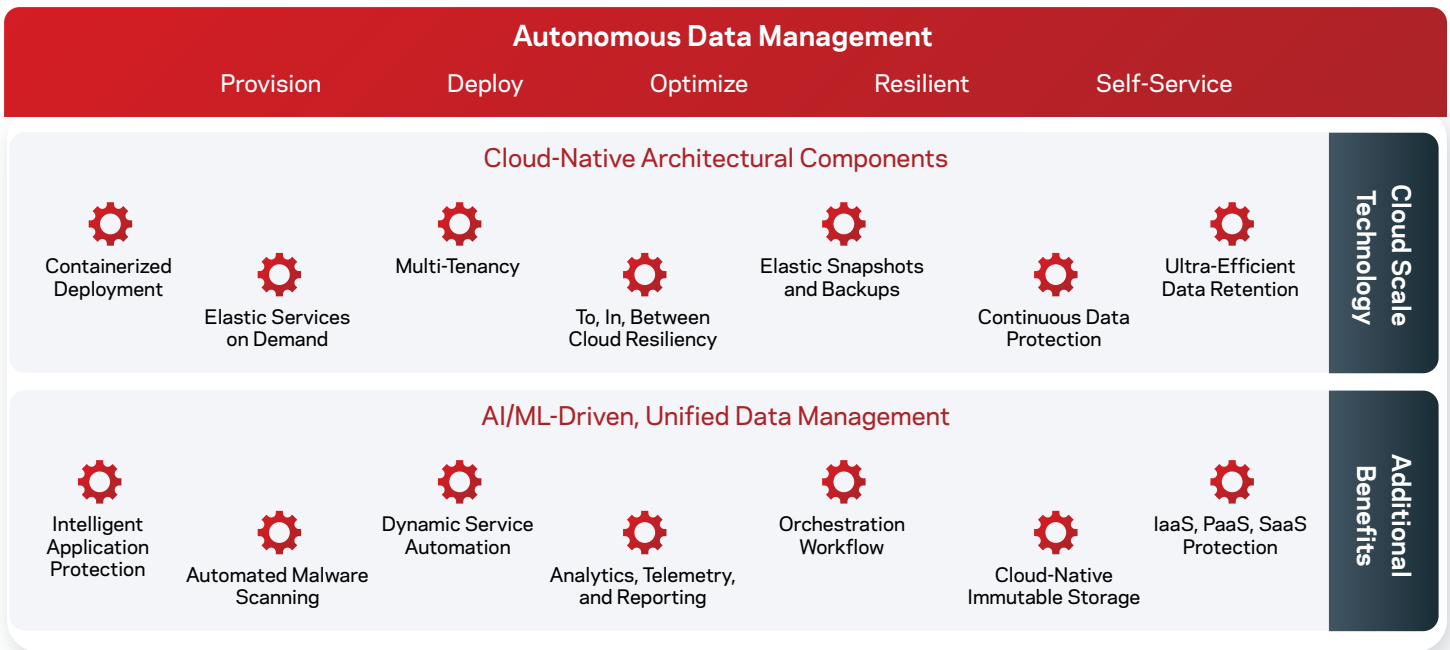 Autonomous Data Management
Provision Deploy Optimize Resilient Self-Service
Cloud-Native Architectural Components
Containerized
Deployment
Elastic Services
on Demand
Multi-Tenancy
To, In, Between
Cloud Resiliency
Elastic Snapshots
and Backups
Continuous Data
Protection
Ultra-Efficient
Data Retention
Cloud Scale
Technology
AI/ML-Driven, Unified Data Management
Intelligent
Application
Protection
Automated Malware
Scanning
Dynamic Service
Automation
Analytics, Telemetry,
and Reporting
Orchestration
Workflow
Cloud-Native
Immutable Storage
IaaS, PaaS, SaaS
Protection
Additional
Benefits